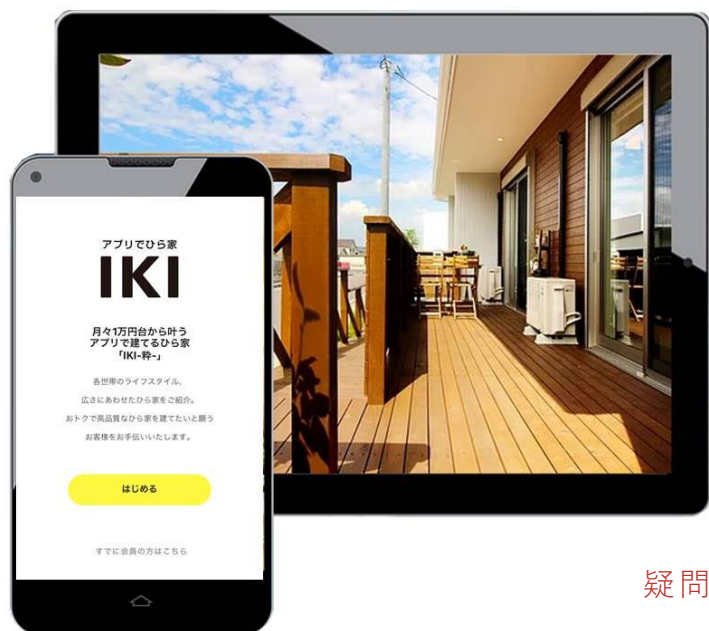 アプリでひら家
IKI
月々1万円台から叶う
アプリで建てるひら家
「IKI-粋-」
各世帯のライフスタイル、
広さにあわせたひら家をご紹介。
おトクで高品質なひら家を建てたいと願う
お客様をお手伝いいたします。
はじめる
すでに会員の方はこちら
疑問